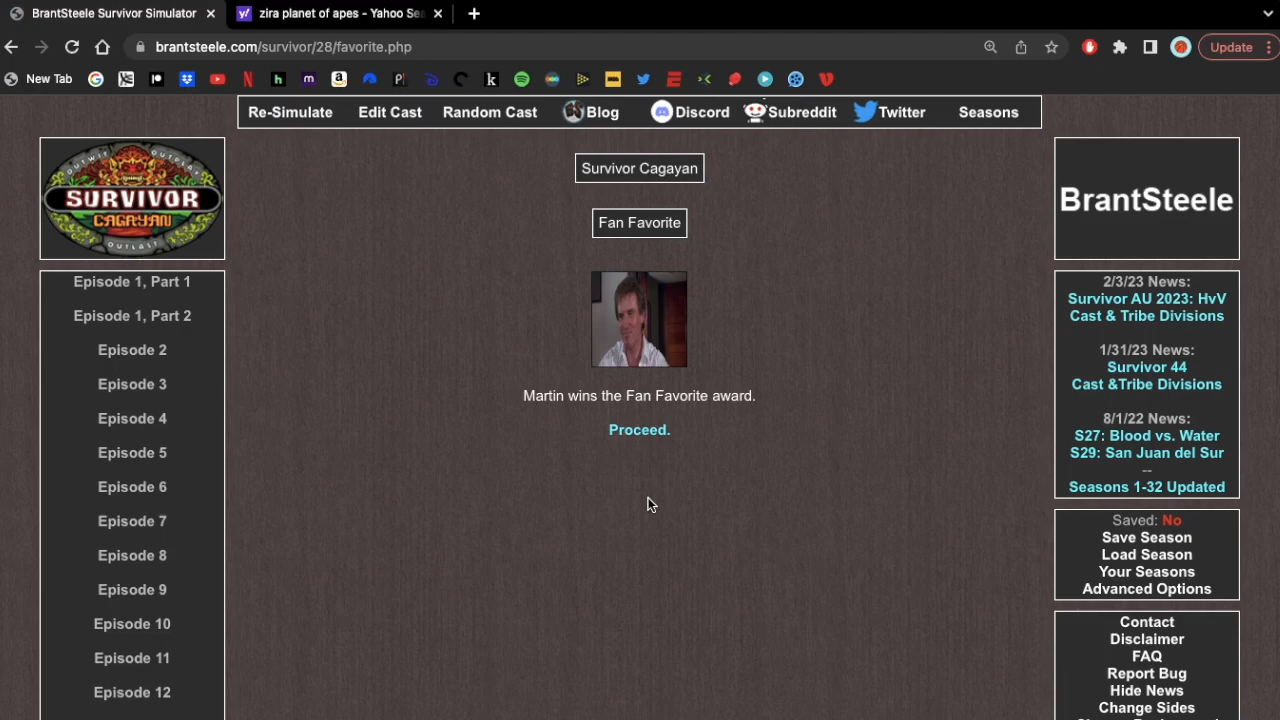 BrantSteele Survivor Simulator
zira planet of apes - Yahoo Sea
brantsteele.com/survivor/28/favorite.php
Update
New Tab
Re-Simulate
Edit Cast
Random Cast
Blog
Discord
Subreddit
Twitter
Seasons
OUTWIT OUTPLAY
SURVIVOR
CAGAYAN
OUTLAST
Survivor Cagayan
Fan Favorite
BrantSteele
Episode 1, Part 1
Episode 1, Part 2
Episode 2
Episode 3
Episode 4
Episode 5
Episode 6
Episode 7
Episode 8
Episode 9
Episode 10
Episode 11
Episode 12
Martin wins the Fan Favorite award.
Proceed.
2/3/23 News:
Survivor AU 2023: HvV
Cast & Tribe Divisions
1/31/23 News:
Survivor 44
Cast &Tribe Divisions
8/1/22 News:
S27: Blood vs. Water
S29: San Juan del Sur
--
Seasons 1-32 Updated
Saved: No
Save Season
Load Season
Your Seasons
Advanced Options
Contact
Disclaimer
FAQ
Report Bug
Hide News
Change Sides